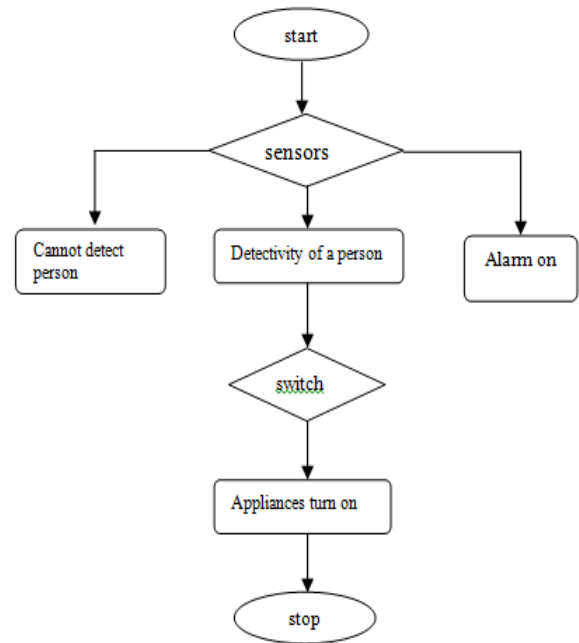 start
sensors
Cannot detect
person
Detectivity of a person
Alarm on
switch
Appliances turn on
stop